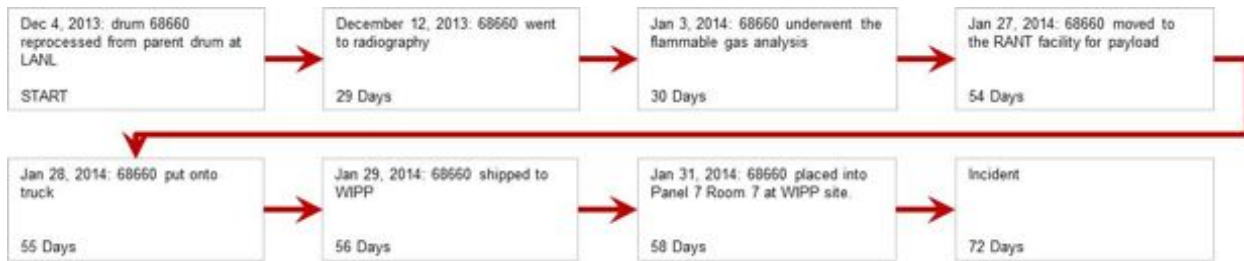 Dec 4, 2013: drum 68660
reprocessed from parent drum at
LANL
START
December 12, 2013: 68660 went
to radiography
29 Days
Jan 3, 2014: 68660 underwent the
flammable gas analysis
30 Days
Jan 27, 2014: 68660 moved to
the RANT facility for payload
54 Days
Jan 28, 2014: 68660 put onto
truck
55 Days
Jan 29, 2014: 68660 shipped to
WIPP
56 Days
Jan 31, 2014: 68660 placed into
Panel 7 Room 7 at WIPP site.
58 Days
Incident
72 Days